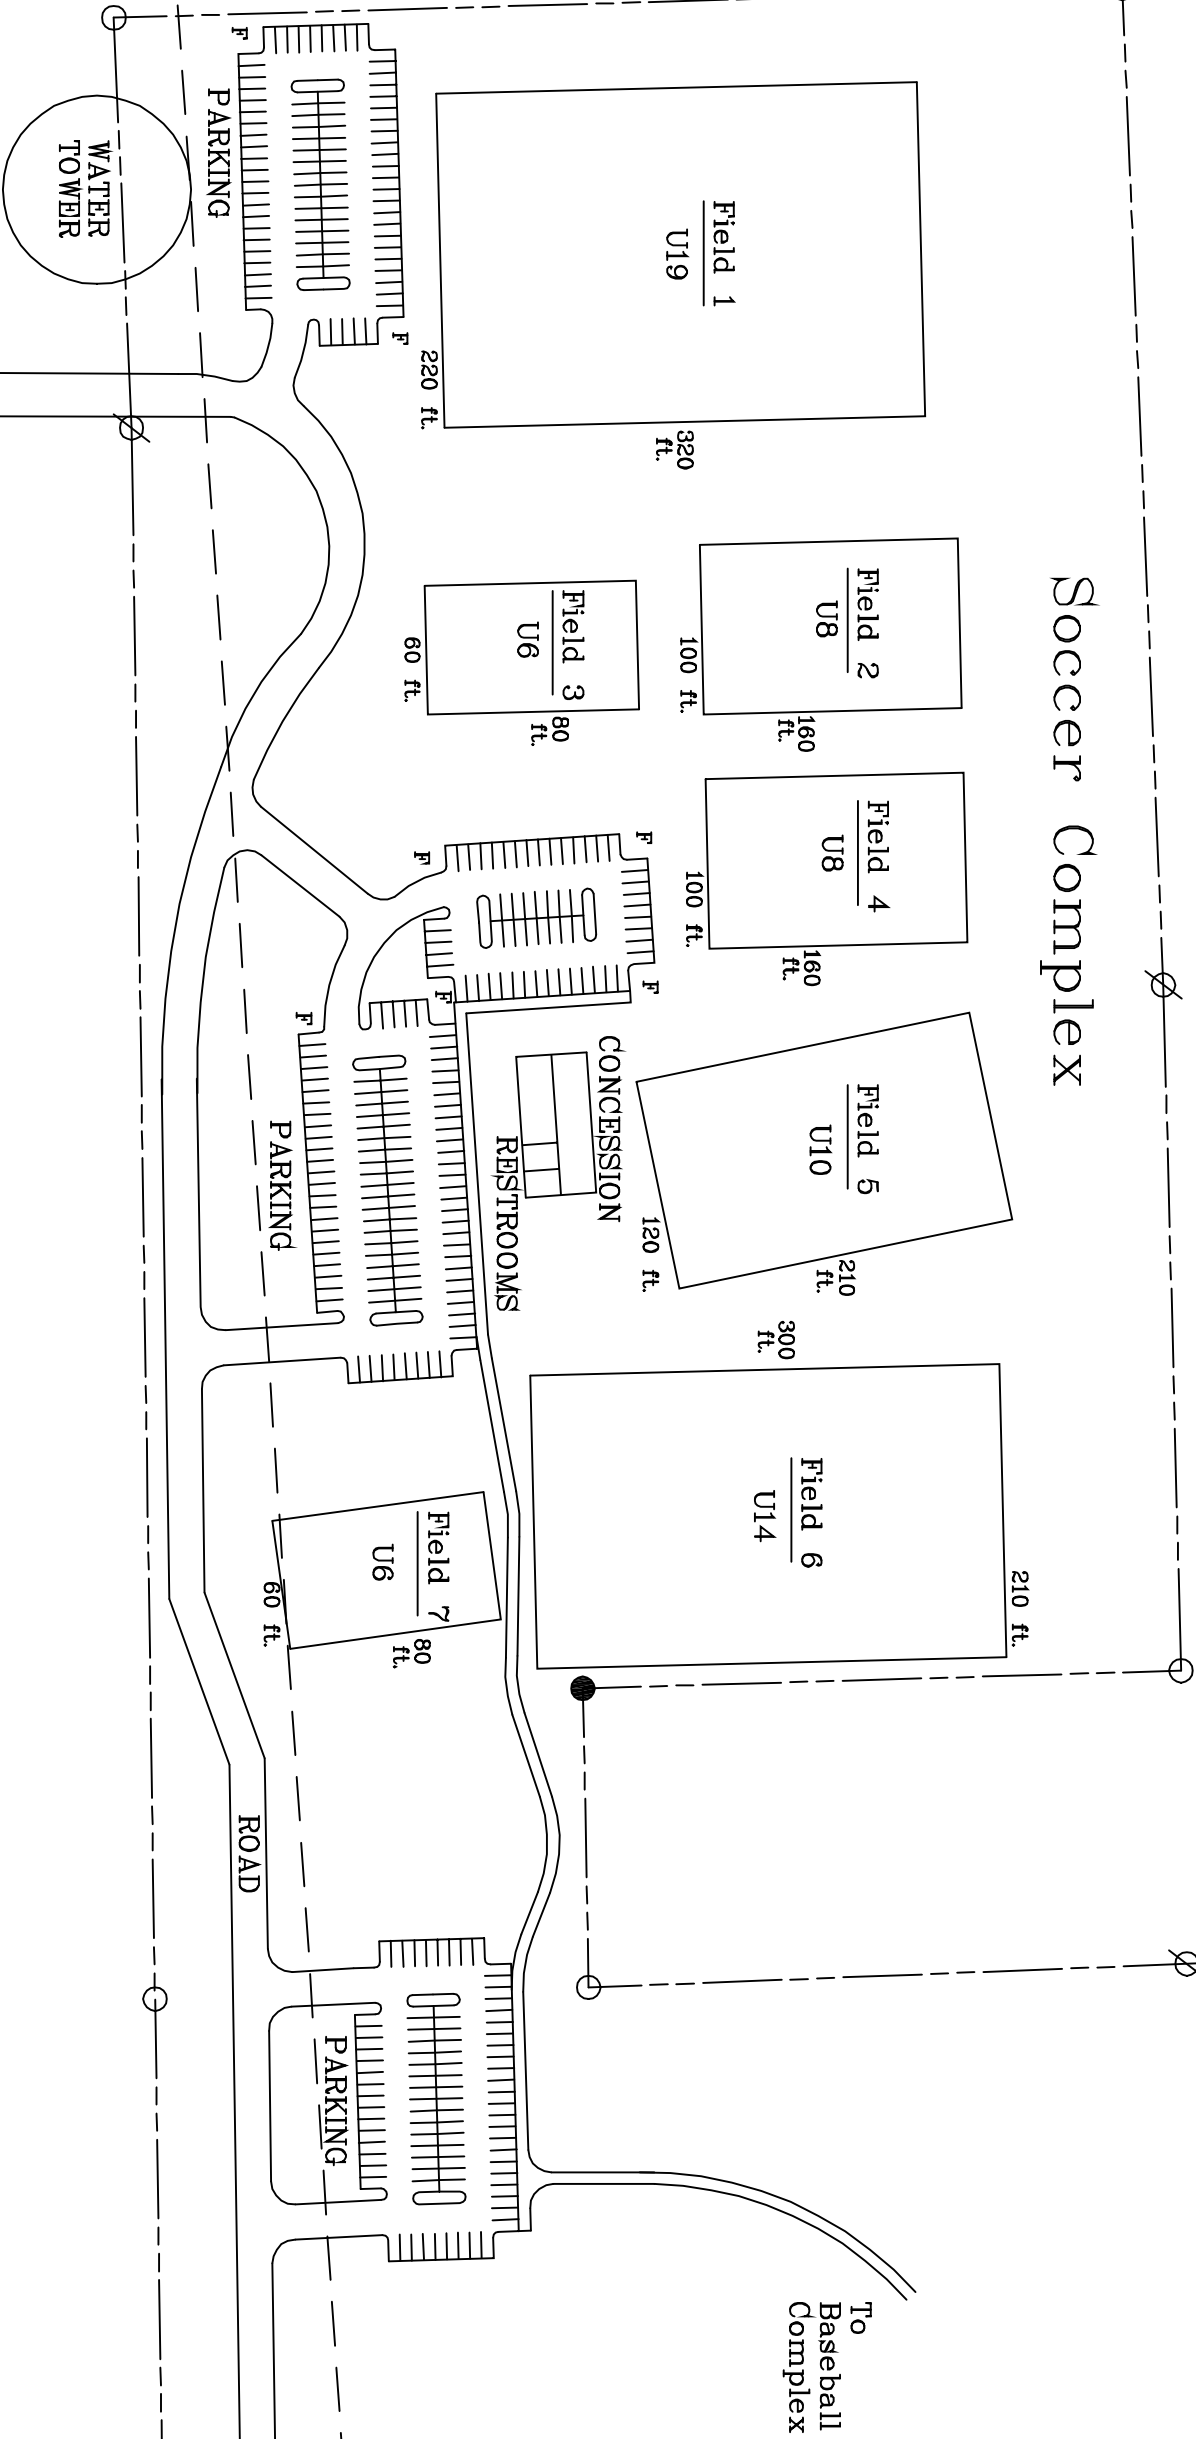 Soccer Complex
F
PARKING
WATER
TOWER
F
Field 1
U19
220 ft.
320
ft.
Field 2
U8
100 ft.
160
ft.
Field 3
U6
60 ft.
80
ft.
Field 4
U8
100 ft.
160
ft.
F
F
F
F
F
PARKING
CONCESSION
RESTROOMS
Field 5
U10
120 ft.
210
ft.
300
ft.
Field 6
U14
210 ft.
Field 7
U6
60 ft.
80
ft.
ROAD
PARKING
To
Baseball
Complex